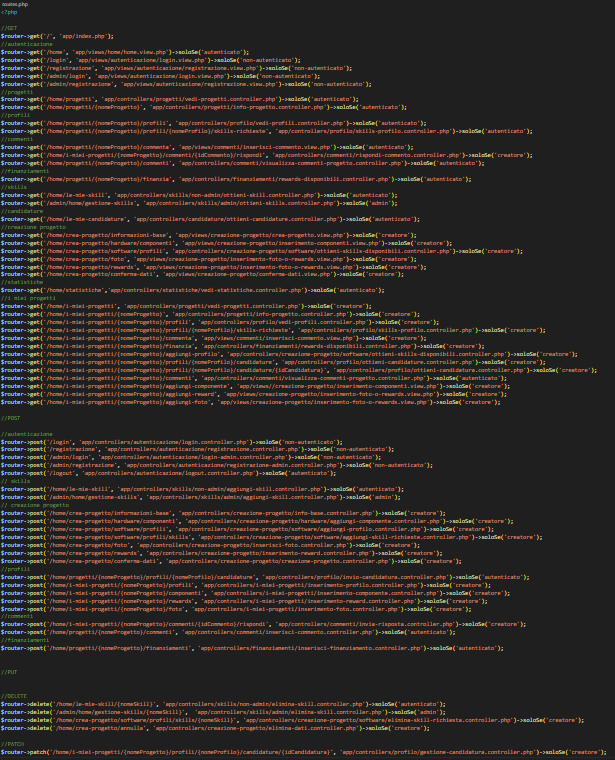 routes.php
<?php

//GET
$router->get('/', 'app/index.php');
//autenticazione
$router->get('/home', 'app/views/home/home.view.php')->soloSe('autenticato');
$router->get('/login', 'app/views/autenticazione/login.view.php')->soloSe('non-autenticato');
$router->get('/registrazione', 'app/views/autenticazione/registrazione.view.php')->soloSe('non-autenticato');
$router->get('/admin/login', 'app/views/autenticazione/login.view.php')->soloSe('non-autenticato');
$router->get('/admin/registrazione', 'app/views/autenticazione/registrazione.view.php')->soloSe('non-autenticato');
//progetti
$router->get('/home/progetti', 'app/controllers/progetti/vedi-progetti.controller.php')->soloSe('autenticato');
$router->get('/home/progetti/{nomeProgetto}', 'app/controllers/progetti/info-progetto.controller.php')->soloSe('autenticato');
//profili
$router->get('/home/progetti/{nomeProgetto}/profili', 'app/controllers/profilo/vedi-profili.controller.php')->soloSe('autenticato');
$router->get('/home/progetti/{nomeProgetto}/profili/{nomeProfilo}/skills-richieste', 'app/controllers/profilo/skills-profilo.controller.php')->soloSe('autenticato');
//commenti
$router->get('/home/progetti/{nomeProgetto}/commenta', 'app/views/commenti/inserisci-commento.view.php')->soloSe('autenticato');
$router->get('/home/i-miei-progetti/{nomeProgetto}/commenti/{idCommento}/rispondi', 'app/controllers/commenti/rispondi-commento.controller.php')->soloSe('creatore');
$router->get('/home/progetti/{nomeProgetto}/commenti', 'app/controllers/commenti/visualizza-commenti-progetto.controller.php')->soloSe('autenticato');
//finanziamenti
$router->get('/home/progetti/{nomeProgetto}/finanzia', 'app/controllers/finanziamenti/rewards-disponibili.controller.php')->soloSe('autenticato');
//skills
$router->get('/home/le-mie-skill', 'app/controllers/skills/non-admin/ottieni-skill.controller.php')->soloSe('autenticato');
$router->get('/admin/home/gestione-skills', 'app/controllers/skills/admin/ottieni-skills.controller.php')->soloSe('admin');
//candidature
$router->get('/home/le-mie-candidature', 'app/controllers/candidature/ottieni-candidature.controller.php')->soloSe('autenticato');
//creazione progetto
$router->get('/home/crea-progetto/informazioni-base', 'app/views/creazione-progetto/crea-progetto.view.php')->soloSe('creatore');
$router->get('/home/crea-progetto/hardware/componenti', 'app/views/creazione-progetto/inserimento-componenti.view.php')->soloSe('creatore');
$router->get('/home/crea-progetto/software/profili', 'app/controllers/creazione-progetto/software/ottieni-skills-disponibili.controller.php')->soloSe('creatore');
$router->get('/home/crea-progetto/foto', 'app/views/creazione-progetto/inserimento-foto-o-rewards.view.php')->soloSe('creatore');
$router->get('/home/crea-progetto/rewards', 'app/views/creazione-progetto/inserimento-foto-o-rewards.view.php')->soloSe('creatore');
$router->get('/home/crea-progetto/conferma-dati', 'app/views/creazione-progetto/conferma-dati.view.php')->soloSe('creatore');
//statistiche
$router->get('/home/statistiche','app/controllers/statistiche/vedi-statistiche.controller.php')->soloSe('autenticato');
//i miei progetti
$router->get('/home/i-miei-progetti', 'app/controllers/progetti/vedi-progetti.controller.php')->soloSe('creatore');
$router->get('/home/i-miei-progetti/{nomeProgetto}', 'app/controllers/progetti/info-progetto.controller.php')->soloSe('creatore');
$router->get('/home/i-miei-progetti/{nomeProgetto}/profili', 'app/controllers/profilo/vedi-profili.controller.php')->soloSe('creatore');
$router->get('/home/i-miei-progetti/{nomeProgetto}/profili/{nomeProfilo}/skills-richieste', 'app/controllers/profilo/skills-profilo.controller.php')->soloSe('creatore');
$router->get('/home/i-miei-progetti/{nomeProgetto}/commenta', 'app/views/commenti/inserisci-commento.view.php')->soloSe('creatore');
$router->get('/home/i-miei-progetti/{nomeProgetto}/finanzia', 'app/controllers/finanziamenti/rewards-disponibili.controller.php')->soloSe('creatore');
$router->get('/home/i-miei-progetti/{nomeProgetto}/aggiungi-profilo', 'app/controllers/creazione-progetto/software/ottieni-skills-disponibili.controller.php')->soloSe('creatore');
$router->get('/home/i-miei-progetti/{nomeProgetto}/profili/{nomeProfilo}/candidature', 'app/controllers/profilo/ottieni-candidature.controller.php')->soloSe('creatore');
$router->get('/home/i-miei-progetti/{nomeProgetto}/profili/{nomeProfilo}/candidature/{idCandidatura}', 'app/controllers/profilo/ottieni-candidatura.controller.php')->soloSe('creatore');
$router->get('/home/i-miei-progetti/{nomeProgetto}/commenti', 'app/controllers/commenti/visualizza-commenti-progetto.controller.php')->soloSe('autenticato');
$router->get('/home/i-miei-progetti/{nomeProgetto}/aggiungi-componente', 'app/views//creazione-progetto/inserimento-componenti.view.php')->soloSe('creatore');
$router->get('/home/i-miei-progetti/{nomeProgetto}/aggiungi-reward', 'app/views/creazione-progetto/inserimento-foto-o-rewards.view.php')->soloSe('creatore');
$router->get('/home/i-miei-progetti/{nomeProgetto}/aggiungi-foto', 'app/views/creazione-progetto/inserimento-foto-o-rewards.view.php')->soloSe('creatore');

//POST

//autenticazione
$router->post('/login', 'app/controllers/autenticazione/login.controller.php')->soloSe('non-autenticato');
$router->post('/registrazione', 'app/controllers/autenticazione/registrazione.controller.php')->soloSe('non-autenticato');
$router->post('/admin/login', 'app/controllers/autenticazione/login-admin.controller.php')->soloSe('non-autenticato');
$router->post('/admin/registrazione', 'app/controllers/autenticazione/registrazione-admin.controller.php')->soloSe('non-autenticato');
$router->post('/logout', 'app/controllers/autenticazione/logout.controller.php')->soloSe('autenticato');
// skills
$router->post('/home/le-mie-skill', 'app/controllers/skills/non-admin/aggiungi-skill.controller.php')->soloSe('autenticato');
$router->post('/admin/home/gestione-skills', 'app/controllers/skills/admin/aggiungi-skill.controller.php')->soloSe('admin');
// creazione progetto
$router->post('/home/crea-progetto/informazioni-base', 'app/controllers/creazione-progetto/info-base.controller.php')->soloSe('creatore');
$router->post('/home/crea-progetto/hardware/componenti', 'app/controllers/creazione-progetto/hardware/aggiungi-componente.controller.php')->soloSe('creatore');
$router->post('/home/crea-progetto/software/profili', 'app/controllers/creazione-progetto/software/aggiungi-profilo.controller.php')->soloSe('creatore');
$router->post('/home/crea-progetto/software/profili/skills', 'app/controllers/creazione-progetto/software/aggiungi-skill-richieste.controller.php')->soloSe('creatore');
$router->post('/home/crea-progetto/foto', 'app/controllers/creazione-progetto/inserisci-foto.controller.php')->soloSe('creatore');
$router->post('/home/crea-progetto/rewards', 'app/controllers/creazione-progetto/inserimento-reward.controller.php')->soloSe('creatore');
$router->post('/home/crea-progetto/conferma-dati', 'app/controllers/creazione-progetto/creazione-progetto.controller.php')->soloSe('creatore');
//profili
$router->post('/home/progetti/{nomeProgetto}/profili/{nomeProfilo}/candidature', 'app/controllers/profilo/invio-candidatura.controller.php')->soloSe('autenticato');
$router->post('/home/i-miei-progetti/{nomeProgetto}/profili', 'app/controllers/i-miei-progetti/inserimento-profilo.controller.php')->soloSe('creatore');
$router->post('/home/i-miei-progetti/{nomeProgetto}/componenti', 'app/controllers/i-miei-progetti/inserimento-componente.controller.php')->soloSe('creatore');
$router->post('/home/i-miei-progetti/{nomeProgetto}/rewards', 'app/controllers/i-miei-progetti/inserimento-reward.controller.php')->soloSe('creatore');
$router->post('/home/i-miei-progetti/{nomeProgetto}/foto', 'app/controllers/i-miei-progetti/inserimento-foto.controller.php')->soloSe('creatore');
//commenti
$router->post('/home/i-miei-progetti/{nomeProgetto}/commenti/{idCommento}/rispondi', 'app/controllers/commenti/invia-risposta.controller.php')->soloSe('creatore');
$router->post('/home/progetti/{nomeProgetto}/commenti', 'app/controllers/commenti/inserisci-commento.controller.php')->soloSe('autenticato');
//finanziamenti
$router->post('/home/progetti/{nomeProgetto}/finanziamenti', 'app/controllers/finanziamenti/inserisci-finanziamento.controller.php')->soloSe('autenticato');

//PUT

//DELETE
$router->delete('/home/le-mie-skill/{nomeSkill}', 'app/controllers/skills/non-admin/elimina-skill.controller.php')->soloSe('autenticato');
$router->delete('/admin/home/gestione-skills/{nomeSkill}', 'app/controllers/skills/admin/elimina-skill.controller.php')->soloSe('admin');
$router->delete('/home/crea-progetto/software/profili/skills/{nomeSkill}', 'app/controllers/creazione-progetto/software/elimina-skill-richiesta.controller.php')->soloSe('creatore');
$router->delete('/home/crea-progetto/annulla', 'app/controllers/creazione-progetto/elimina-dati.controller.php')->soloSe('creatore');

//PATCH
$router->patch('/home/i-miei-progetti/{nomeProgetto}/profili/{nomeProfilo}/candidature/{idCandidatura}', 'app/controllers/profilo/gestione-candidatura.controller.php')->soloSe('creatore');